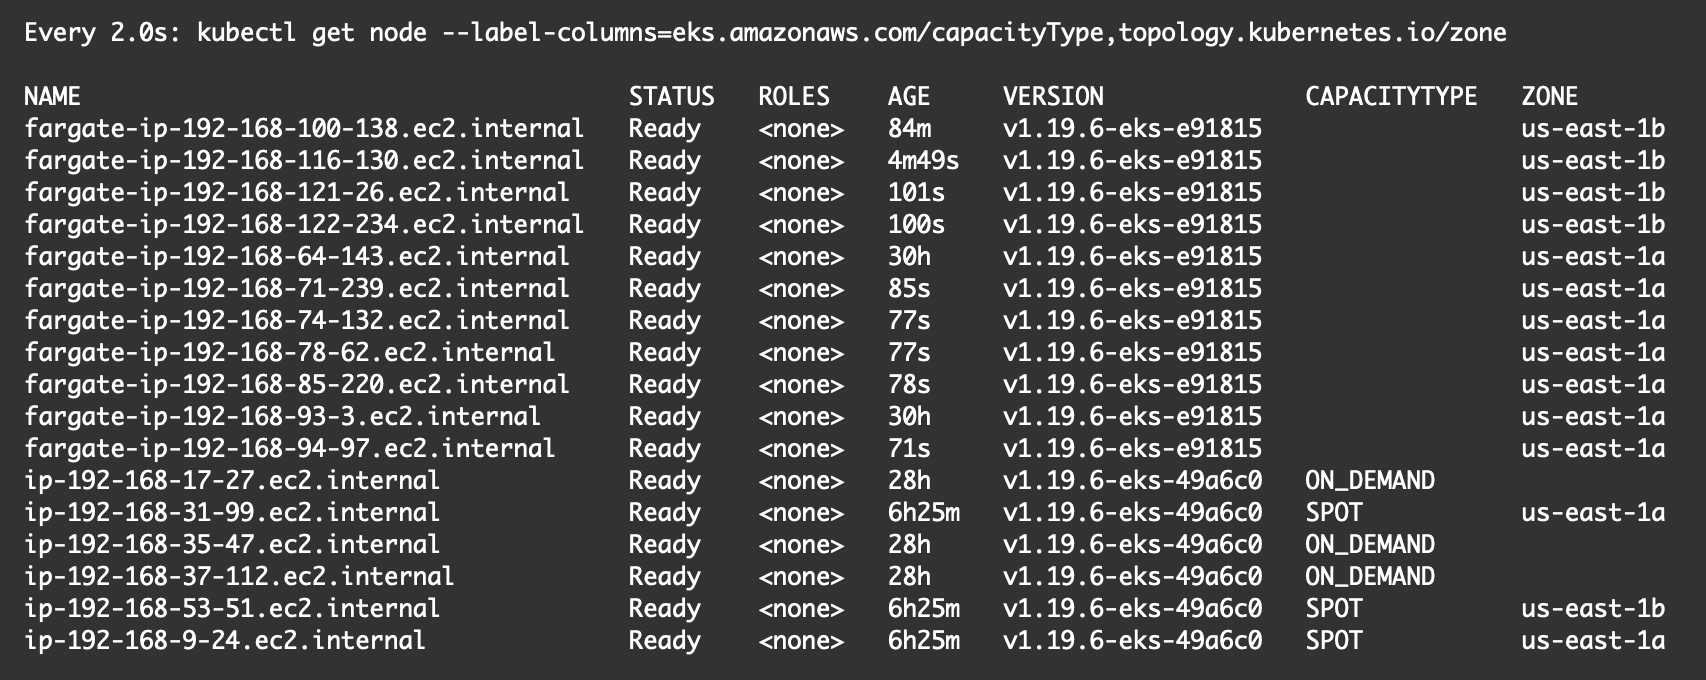 Every 2.0s: kubectl get node --label-columns=eks.amazonaws.com/capacityType,topology.kubernetes.io/zone
NAME STATUS ROLES AGE VERSION CAPACITYTYPE ZONE
fargate-ip-192-168-100-138.ec2.internal Ready <none> 84m v1.19.6-eks-e91815 us-east-1b
fargate-ip-192-168-116-130.ec2.internal Ready <none> 4m49s v1.19.6-eks-e91815 us-east-1b
fargate-ip-192-168-121-26.ec2.internal Ready <none> 101s v1.19.6-eks-e91815 us-east-1b
fargate-ip-192-168-122-234.ec2.internal Ready <none> 100s v1.19.6-eks-e91815 us-east-1b
fargate-ip-192-168-64-143.ec2.internal Ready <none> 30h v1.19.6-eks-e91815 us-east-1a
fargate-ip-192-168-71-239.ec2.internal Ready <none> 85s v1.19.6-eks-e91815 us-east-1a
fargate-ip-192-168-74-132.ec2.internal Ready <none> 77s v1.19.6-eks-e91815 us-east-1a
fargate-ip-192-168-78-62.ec2.internal Ready <none> 77s v1.19.6-eks-e91815 us-east-1a
fargate-ip-192-168-85-220.ec2.internal Ready <none> 78s v1.19.6-eks-e91815 us-east-1a
fargate-ip-192-168-93-3.ec2.internal Ready <none> 30h v1.19.6-eks-e91815 us-east-1a
fargate-ip-192-168-94-97.ec2.internal Ready <none> 71s v1.19.6-eks-e91815 us-east-1a
ip-192-168-17-27.ec2.internal Ready <none> 28h v1.19.6-eks-49a6c0 ON_DEMAND
ip-192-168-31-99.ec2.internal Ready <none> 6h25m v1.19.6-eks-49a6c0 SPOT us-east-1a
ip-192-168-35-47.ec2.internal Ready <none> 28h v1.19.6-eks-49a6c0 ON_DEMAND
ip-192-168-37-112.ec2.internal Ready <none> 28h v1.19.6-eks-49a6c0 ON_DEMAND
ip-192-168-53-51.ec2.internal Ready <none> 6h25m v1.19.6-eks-49a6c0 SPOT us-east-1b
ip-192-168-9-24.ec2.internal Ready <none> 6h25m v1.19.6-eks-49a6c0 SPOT us-east-1a